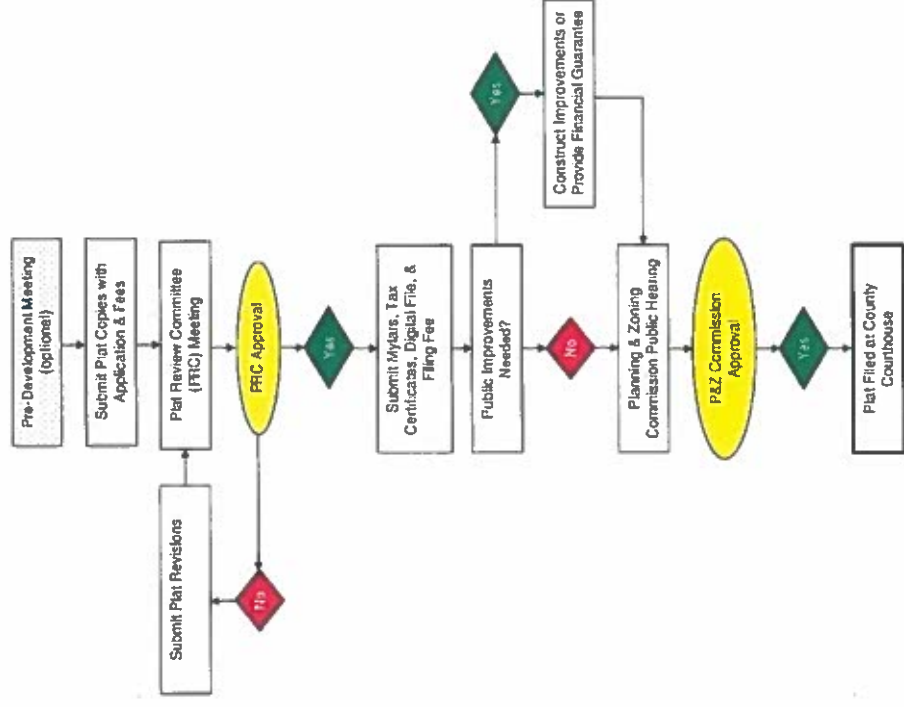 Pre-Development Meeting
(optional)
Submit Plat Copies with
Application & Fees
Submit Plat Revisions
Plat Review Committee
(PRC) Meeting
PRC Approval
No
Yes
Submit Mylars, Tax
Certificates, Digital File, &
Filing Fee
Public Improvements
Needed?
Yes
No
Construct Improvements or
Provide Financial Guarantee
Planning & Zoning
Commission Public Hearing
P&Z Commission
Approval
Yes
Plat Filed at County
Courthouse